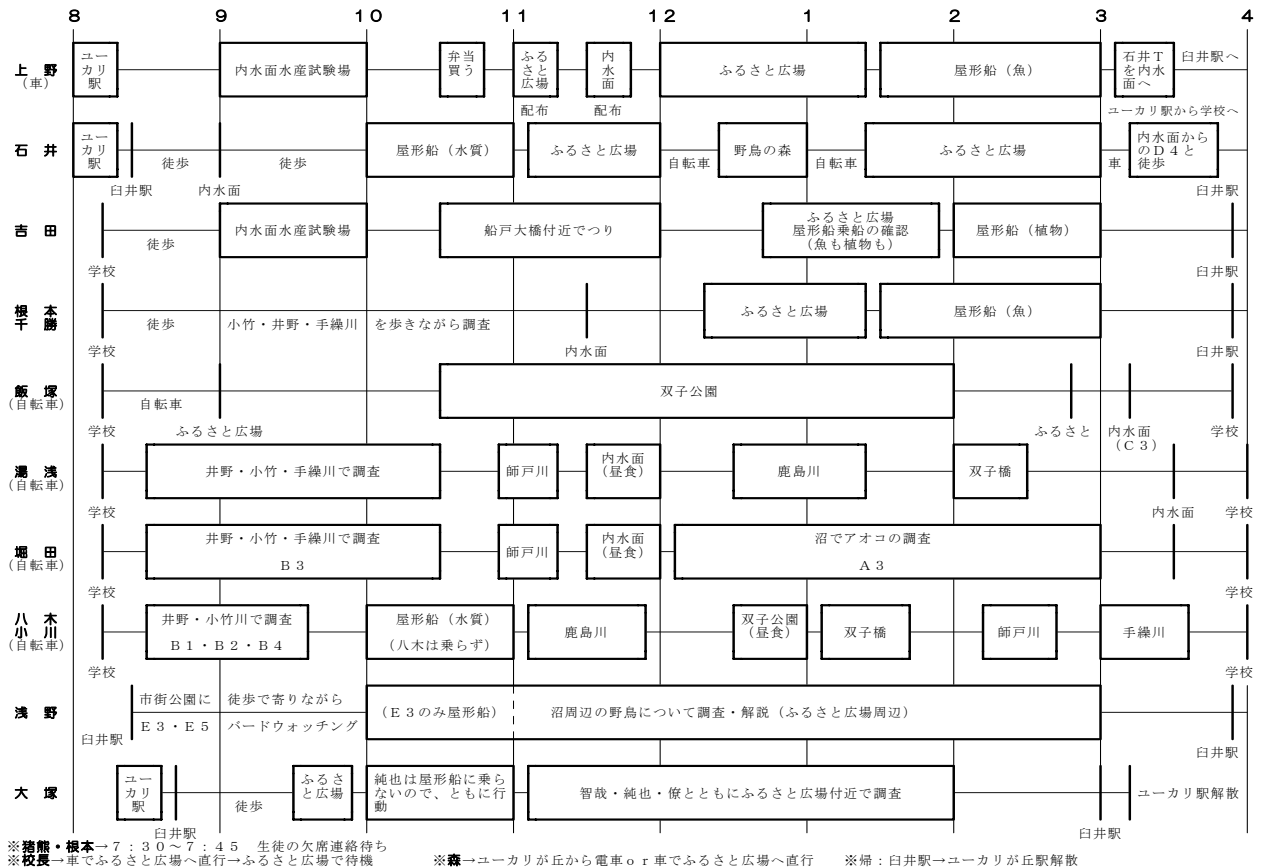 8 9 10 11 12 1 2 3 4
上 野
(車)
ユー
カリ
駅
内水面水産試験場
弁当
買う
ふる
さと
広場
配布
内
水
面
配布
ふるさと広場
屋形船（魚）
石井Ｔ
を内水
面へ
臼井駅へ
ユーカリ駅から学校へ
石 井
ユー
カリ
駅
臼井駅
徒歩
内水面
徒歩
屋形船（水質）
ふるさと広場
自転車
野鳥の森
自転車
ふるさと広場
車
内水面から
のＤ４と
徒歩
臼井駅
吉 田
学校
徒歩
内水面水産試験場
船戸大橋付近でつり
ふるさと広場
屋形船乗船の確認
（魚も植物も）
屋形船（植物）
臼井駅
根 本
千 勝
学校
徒歩
小竹・井野・手繰川 を歩きながら調査
内水面
ふるさと広場
屋形船（魚）
臼井駅
飯 塚
(自転車)
学校
自転車
ふるさと広場
双子公園
ふるさと
内水面
（Ｃ３）
学校
湯 浅
(自転車)
学校
井野・小竹・手繰川で調査
師戸川
内水面
（昼食）
鹿島川
双子橋
内水面
学校
堀 田
(自転車)
学校
井野・小竹・手繰川で調査
Ｂ３
師戸川
内水面
（昼食）
沼でアオコの調査
Ａ３
学校
八 木
小 川
(自転車)
学校
井野・小竹川で調査
Ｂ１・Ｂ２・Ｂ４
屋形船（水質）
（八木は乗らず）
鹿島川
双子公園
（昼食）
双子橋
師戸川
手繰川
学校
浅 野
臼井駅
市街公園に 徒歩で寄りながら
Ｅ３・Ｅ５ バードウォッチング
（Ｅ３のみ屋形船）
沼周辺の野鳥について調査・解説（ふるさと広場周辺）
臼井駅
大 塚
ユー
カリ
駅
臼井駅
徒歩
ふるさ
と広場
純也は屋形船に乗ら
ないので、ともに行
動
智哉・純也・僚とともにふるさと広場付近で調査
臼井駅
ユーカリ駅解散
※猪熊・根本→７：３０～７：４５ 生徒の欠席連絡待ち
※校長→車でふるさと広場へ直行→ふるさと広場で待機 ※森→ユーカリが丘から電車ｏｒ車でふるさと広場へ直行 ※帰：臼井駅→ユーカリが丘駅解散